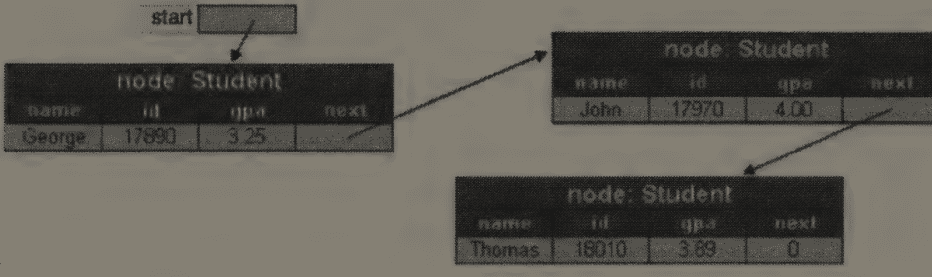 start
node: Student
name id gpa next
George 17890 3.25
node: Student
name id gpa next
John 17970 4.00
node: Student
name id gpa next
Thomas 18010 3.89 0